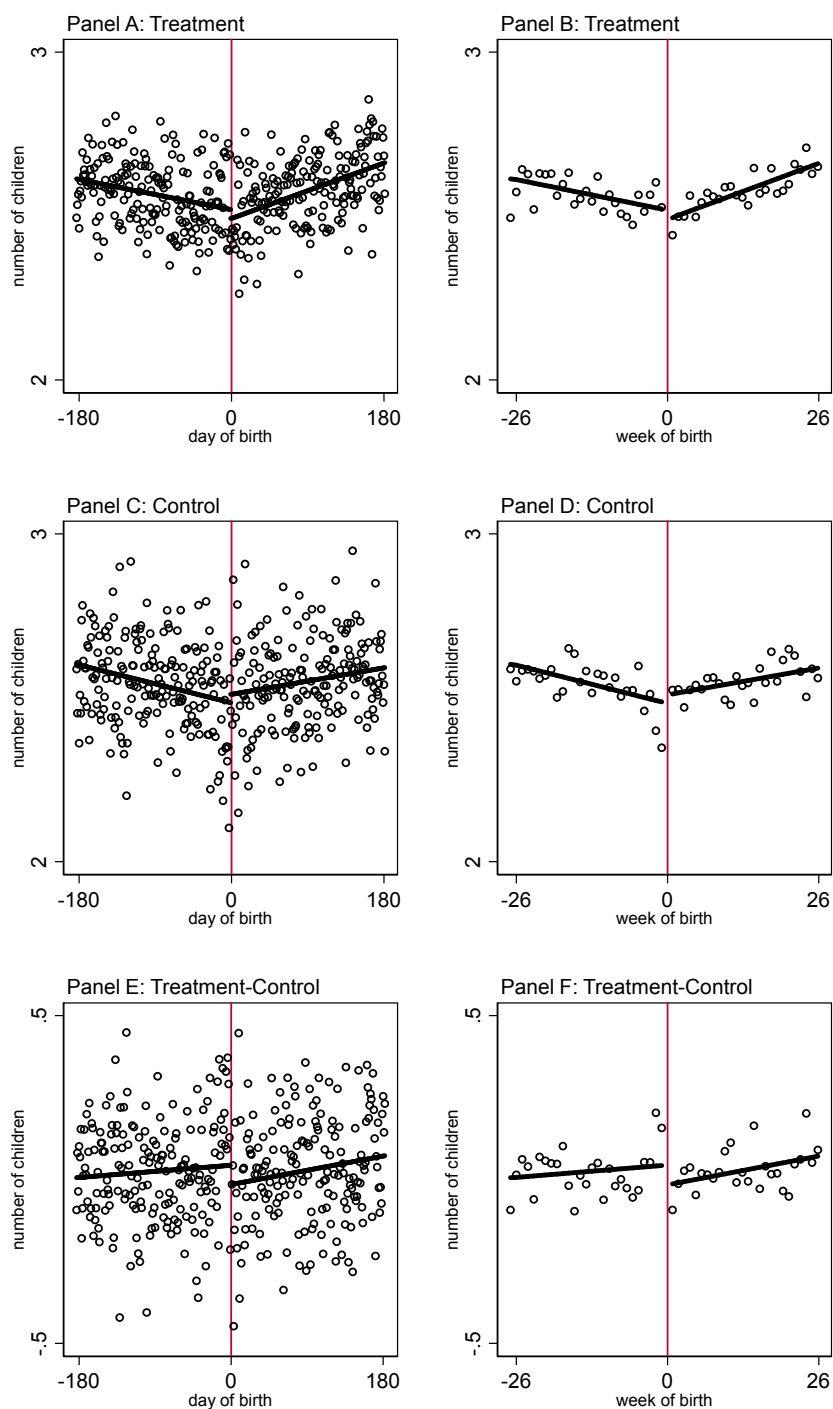 Panel A: Treatment
number of children
3
2
-180
0
180
day of birth
Panel B: Treatment
number of children
3
2
-26
0
26
week of birth
Panel C: Control
number of children
3
2
-180
0
180
day of birth
Panel D: Control
number of children
3
2
-26
0
26
week of birth
Panel E: Treatment-Control
number of children
.5
-.5
-180
0
180
day of birth
Panel F: Treatment-Control
number of children
.5
-.5
-26
0
26
week of birth